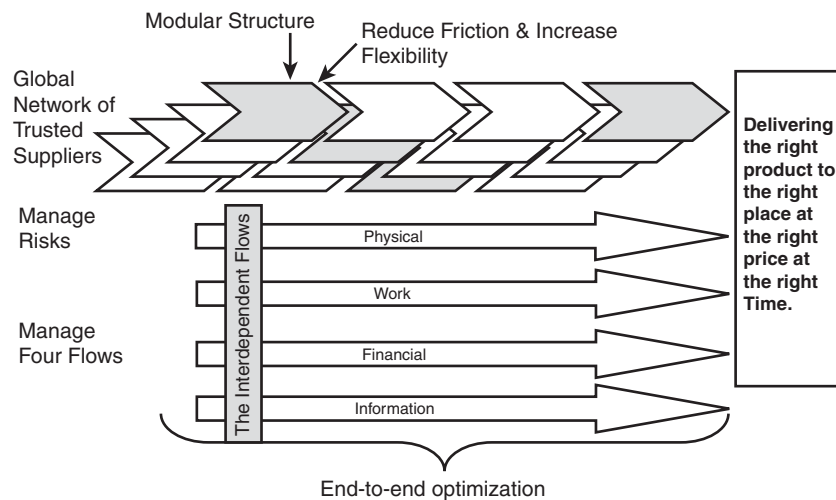 Modular Structure
Reduce Friction & Increase
Flexibility
Global
Network of
Trusted
Suppliers
Delivering
the right
product to
the right
place at
the right
price at
the right
Time.
Manage
Risks
Manage
Four Flows
The Interdependent Flows
Physical
Work
Financial
Information
End-to-end optimization